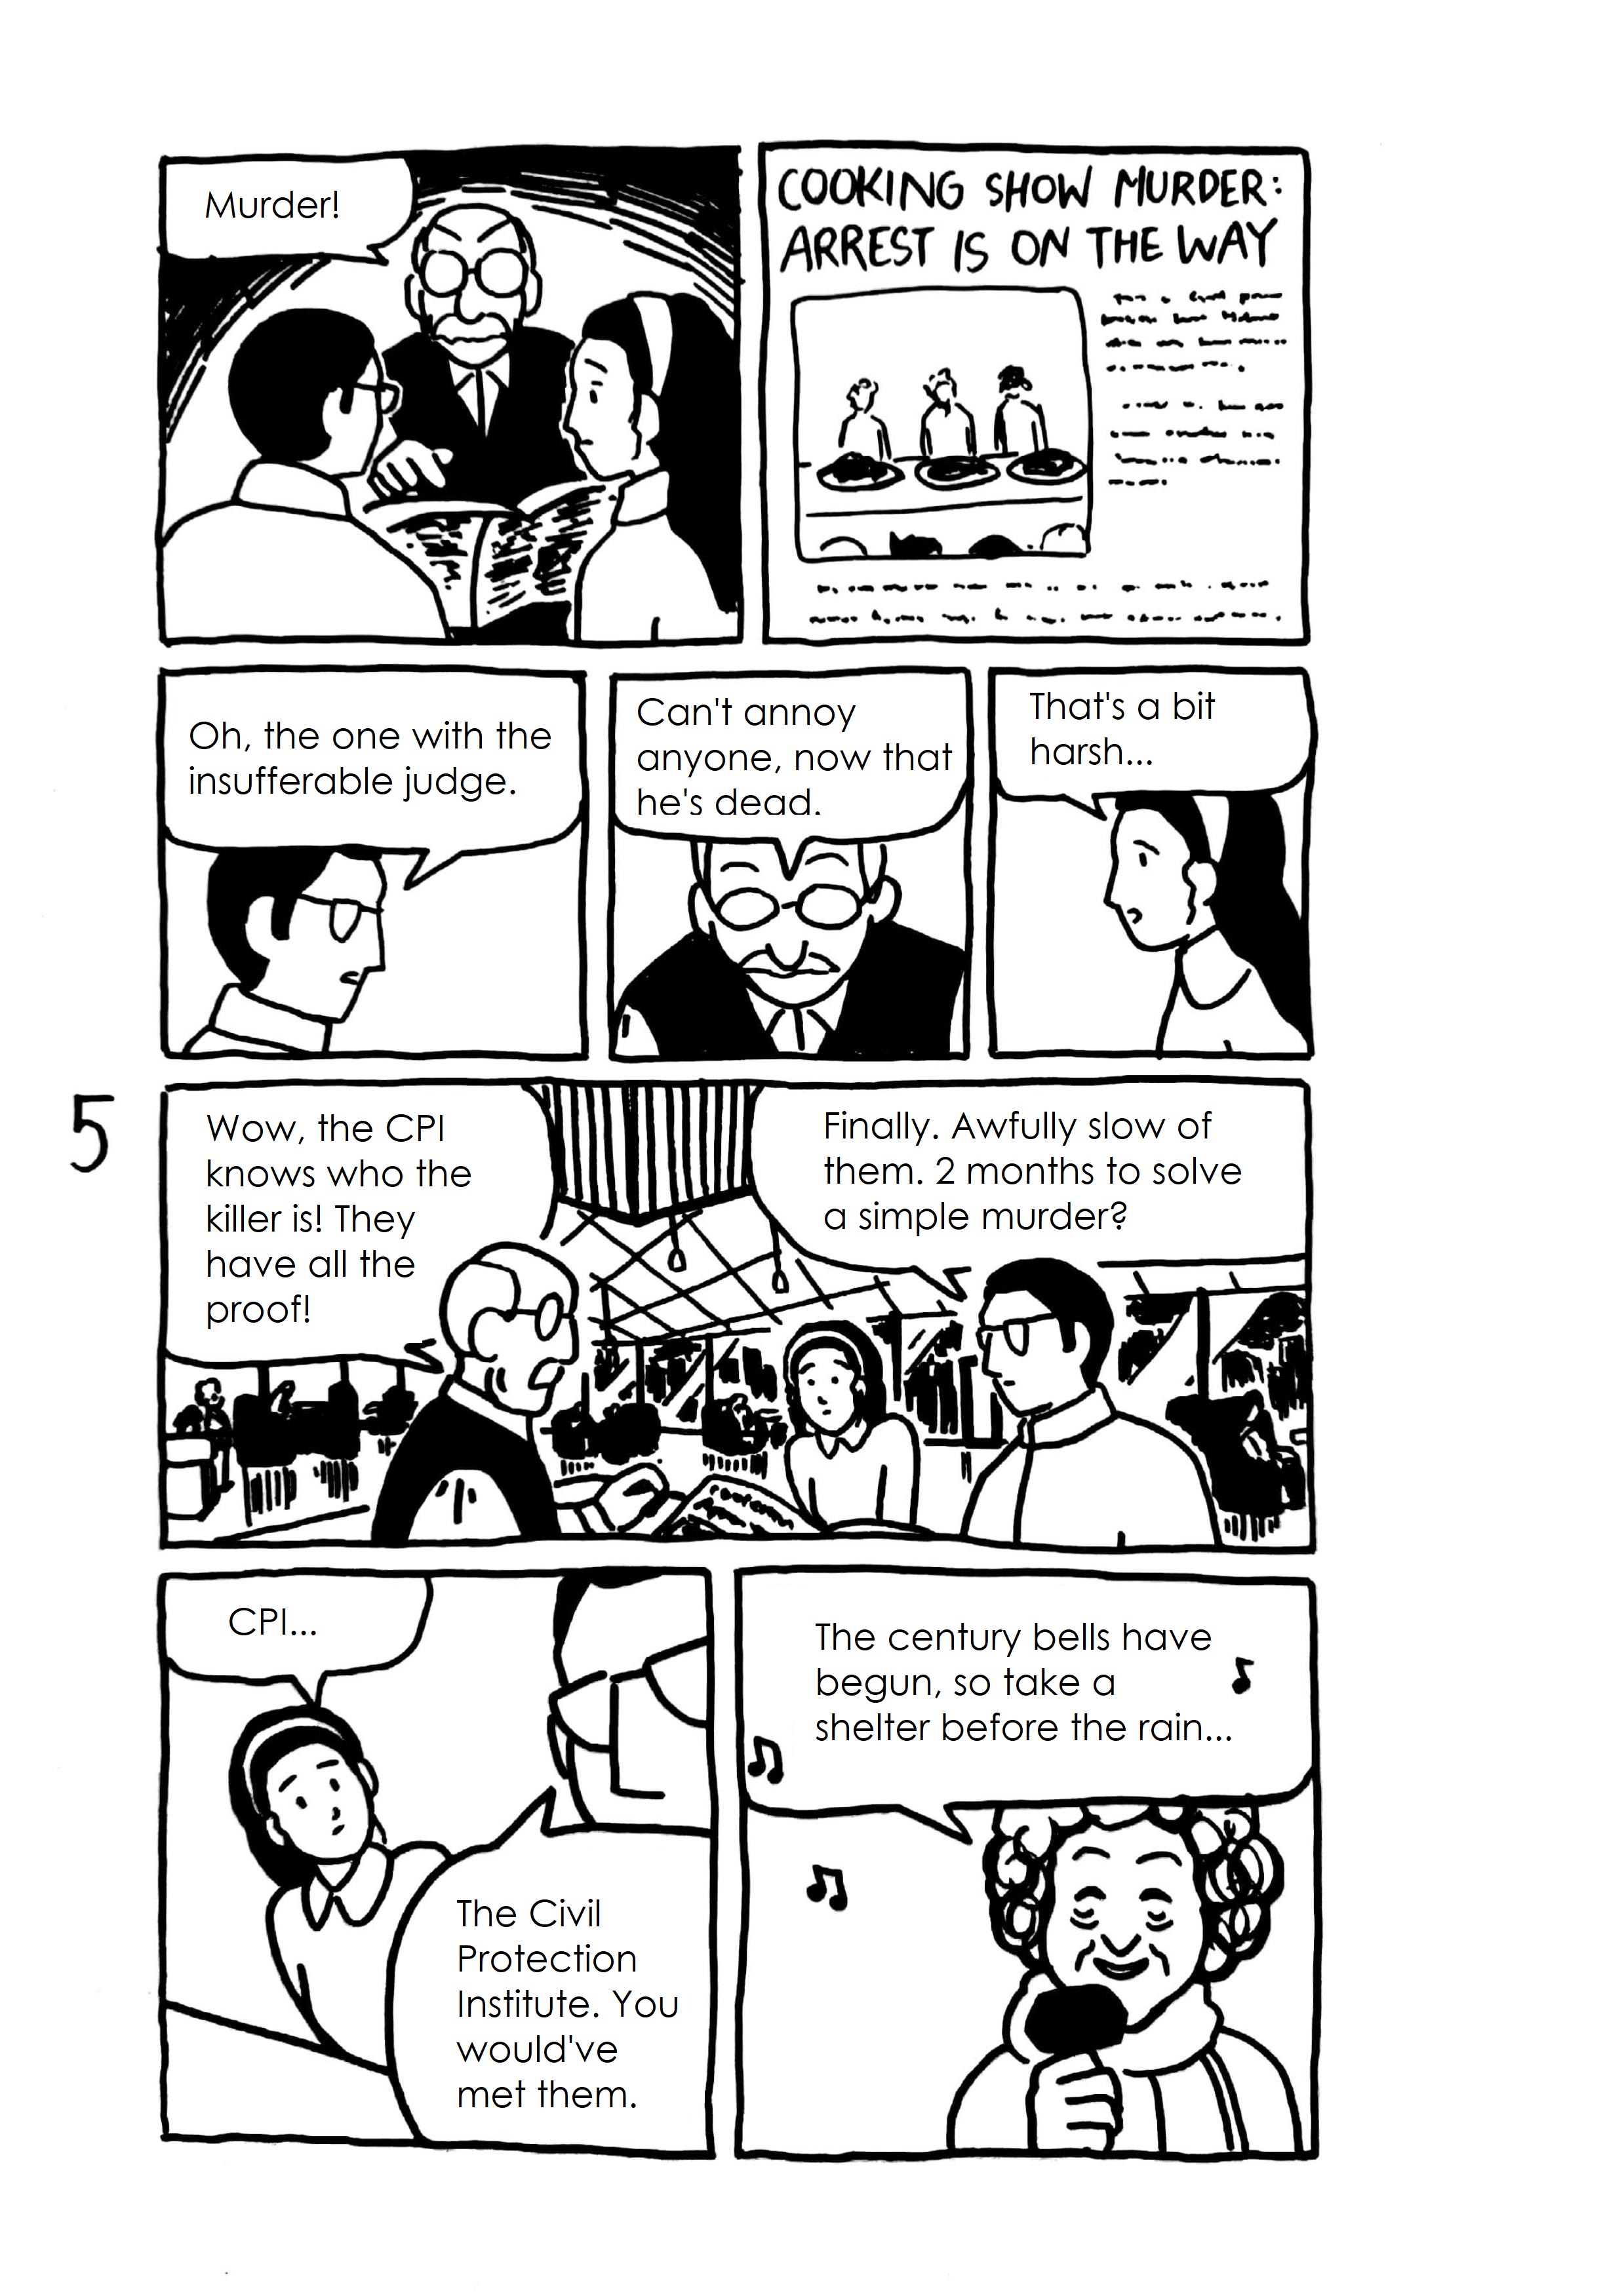 Murder!
COOKING SHOW MURDER:
ARREST IS ON THE WAY
Oh, the one with the
insufferable judge.
Can't annoy
anyone, now that
he's dead.
That's a bit
harsh...
5
Wow, the CPI
knows who the
killer is! They
have all the
proof!
Finally. Awfully slow of
them. 2 months to solve
a simple murder?
CPI...
The Civil
Protection
Institute. You
would've
met them.
The century bells have
begun, so take a
shelter before the rain...